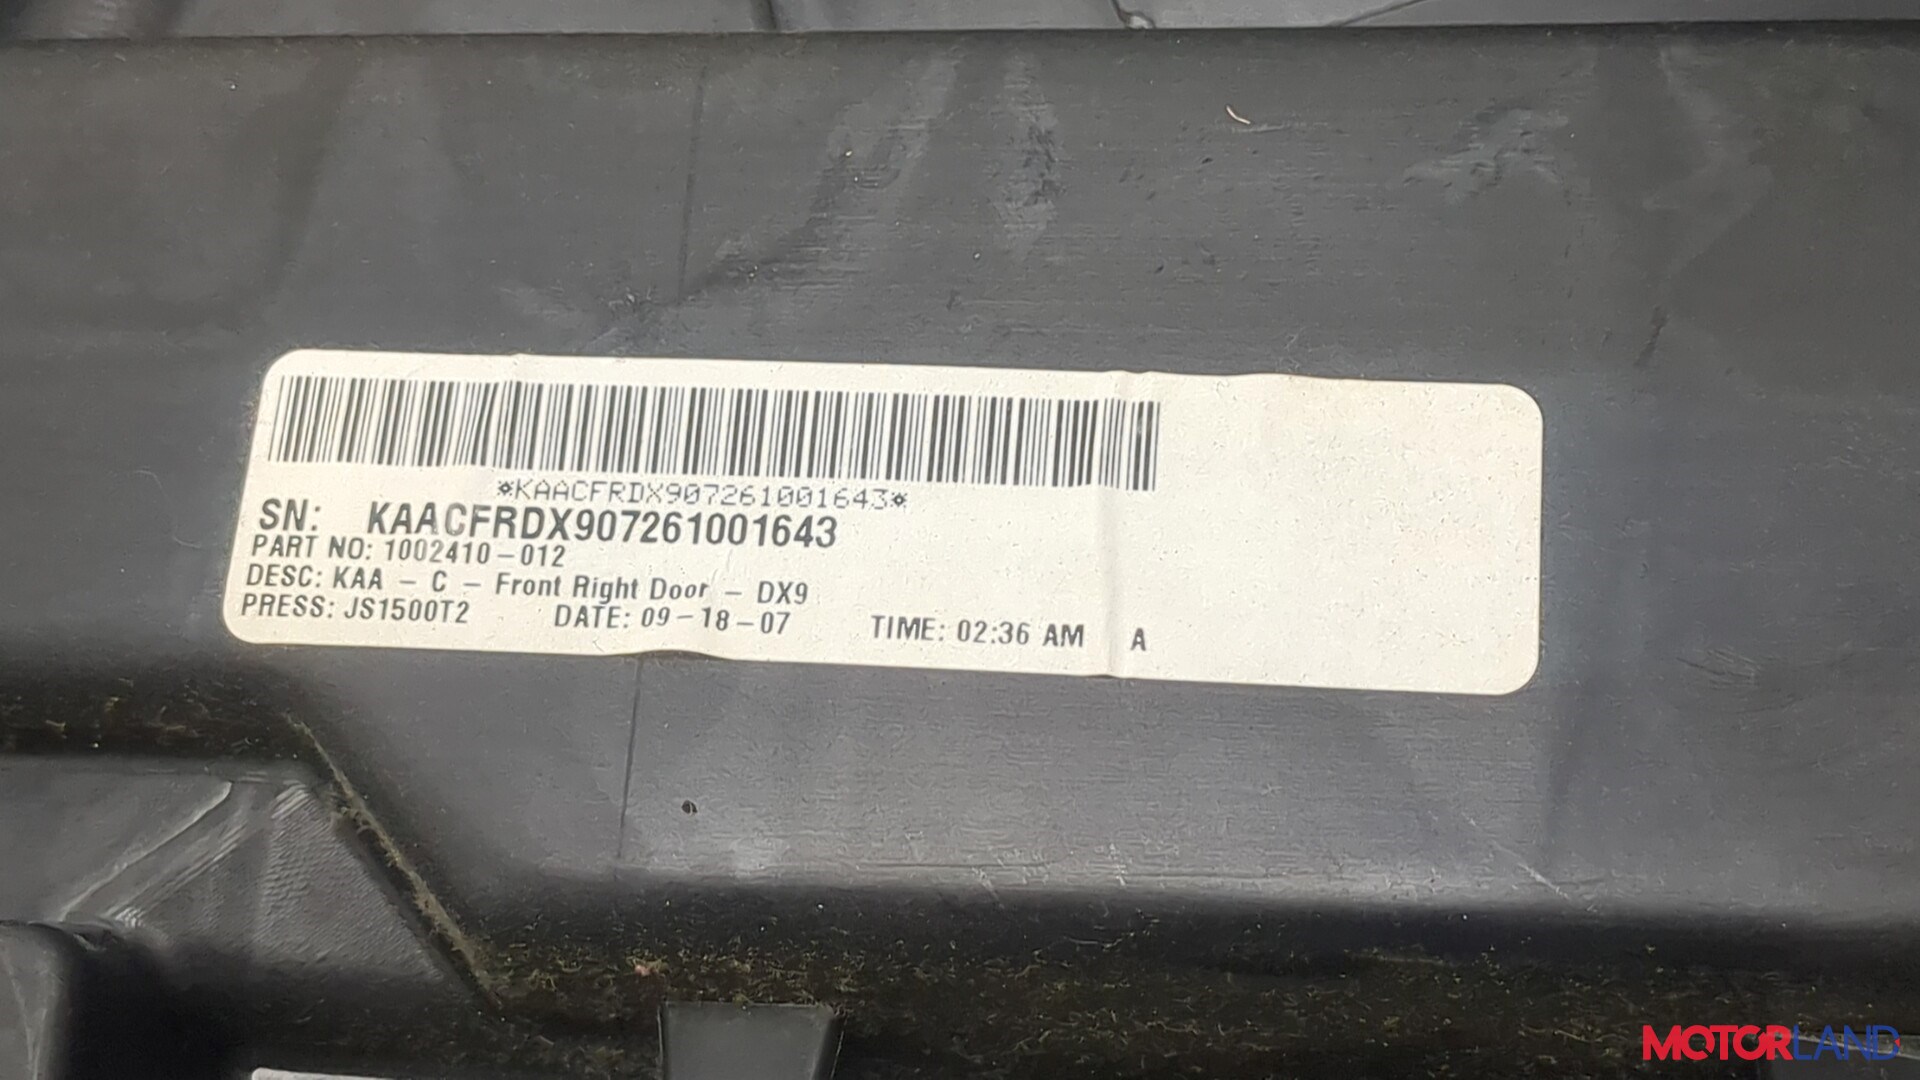 *KAACFRDX907261001643*
SN: KAACFRDX907261001643
PART NO: 1002410-012
DESC: KAA - C - Front Right Door - DX9
PRESS: JS1500T2 DATE: 09-18-07 TIME: 02:36 AM A
MOTORLAND